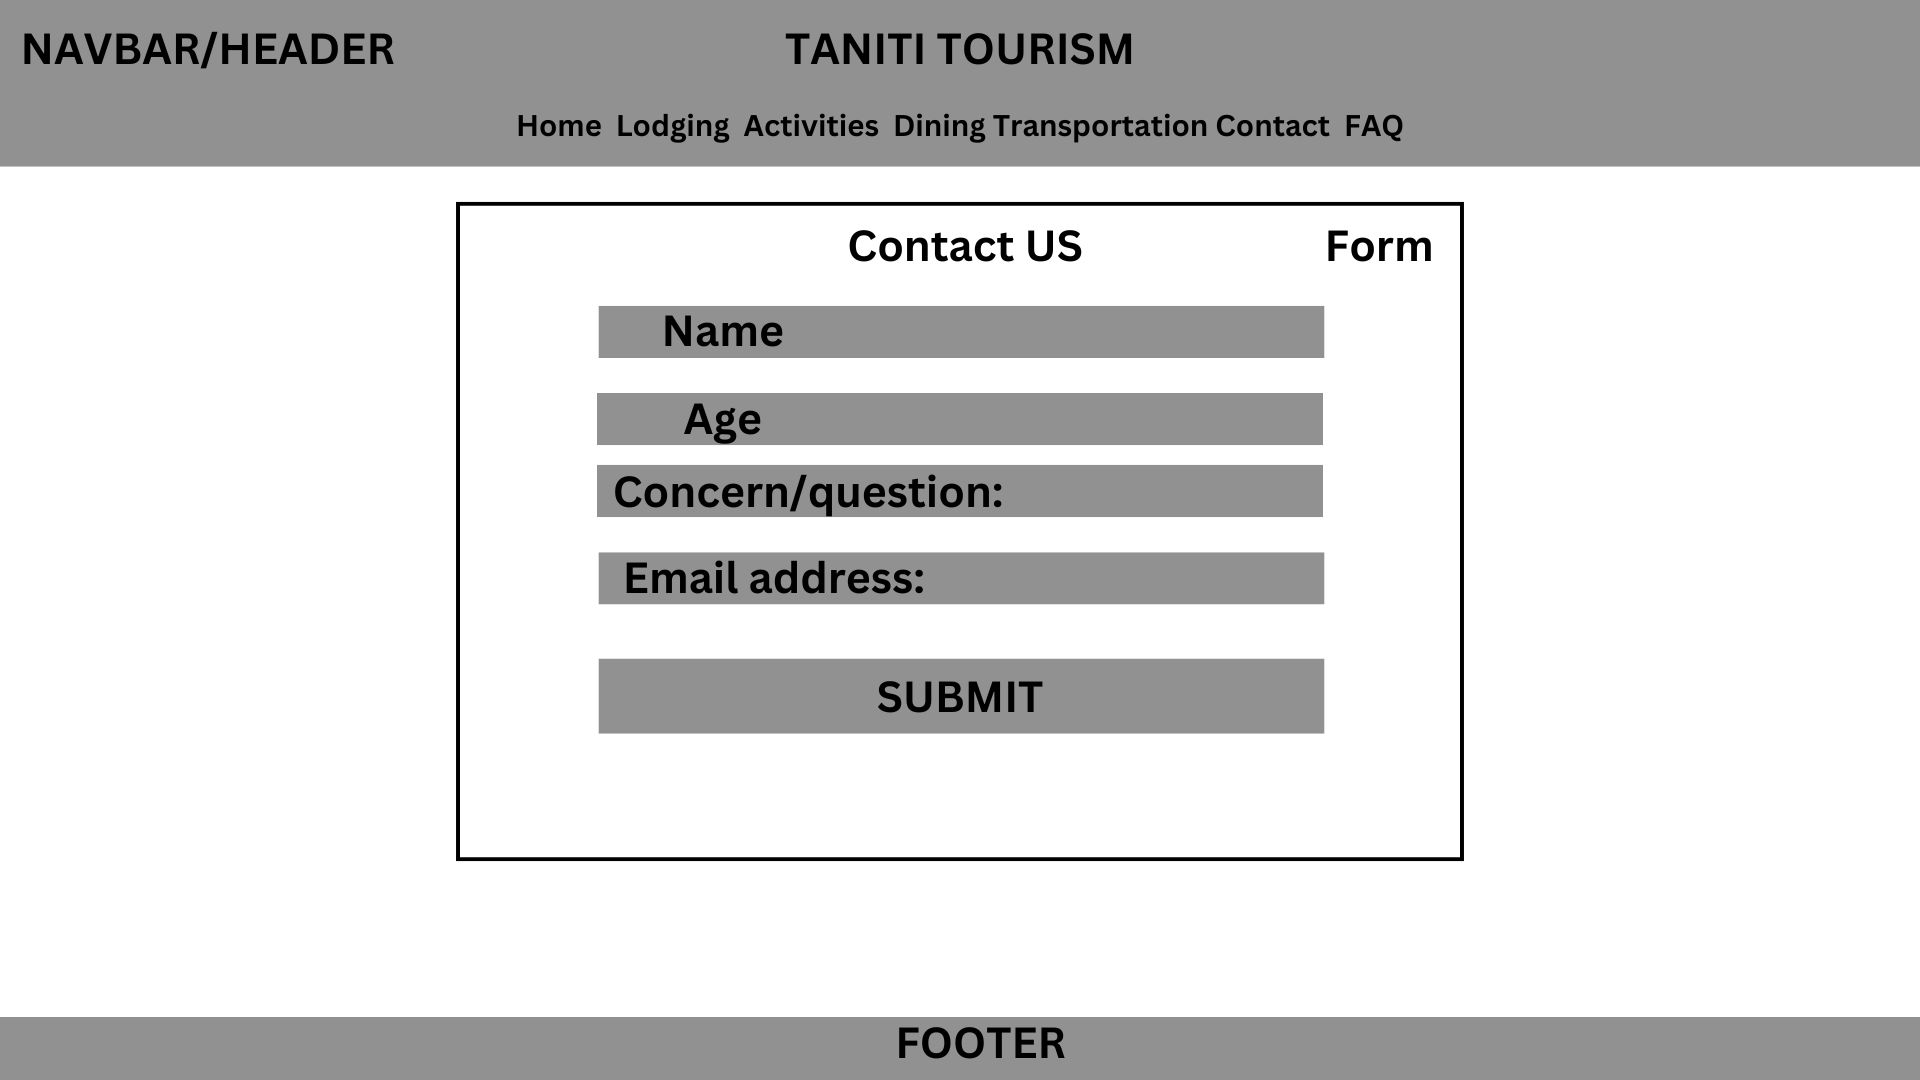 NAVBAR/HEADER TANITI TOURISM
Home Lodging Activities Dining Transportation Contact FAQ
Contact US Form
Name
Age
Concern/question:
Email address:
SUBMIT
FOOTER